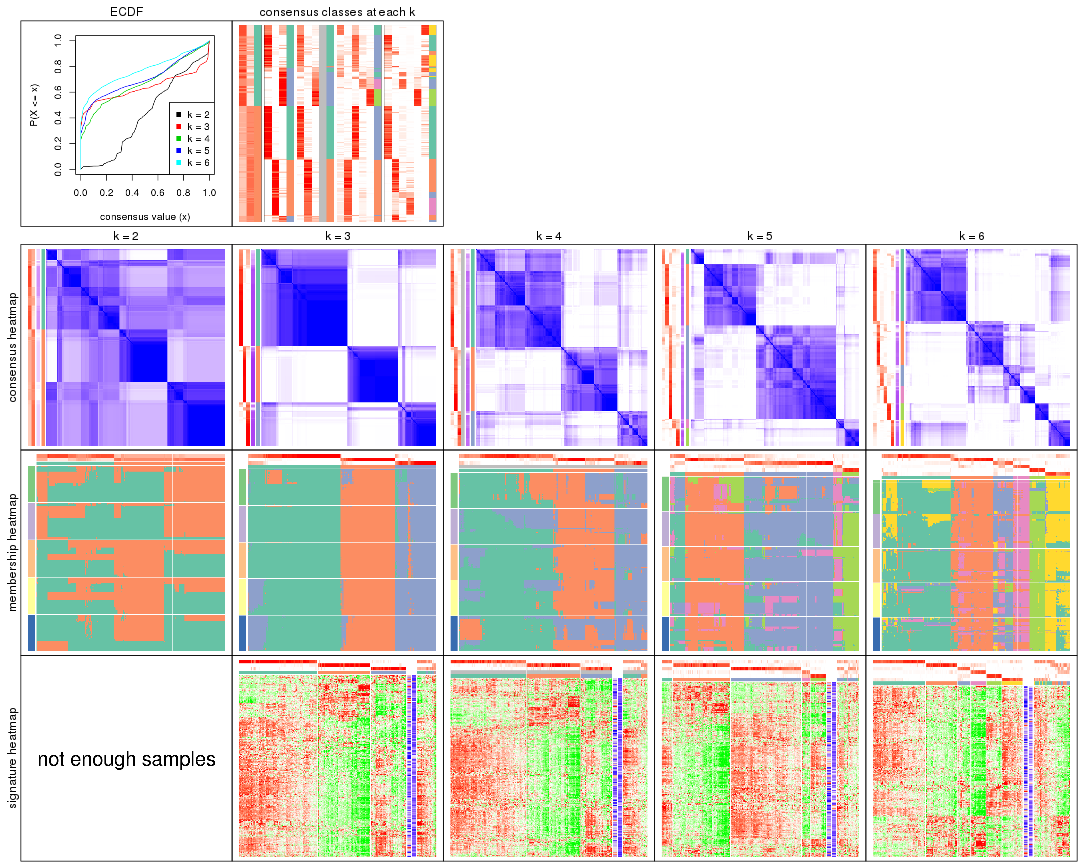 ECDF
consensus classes at each k
P(X <= x)
0.0 0.2 0.4 0.6 0.8 1.0
k = 2
k = 3
k = 4
k = 5
k = 6
0.0 0.2 0.4 0.6 0.8 1.0
consensus value (x)
k = 2 k = 3 k = 4 k = 5 k = 6
consensus heatmap
membership heatmap
signature heatmap
not enough samples